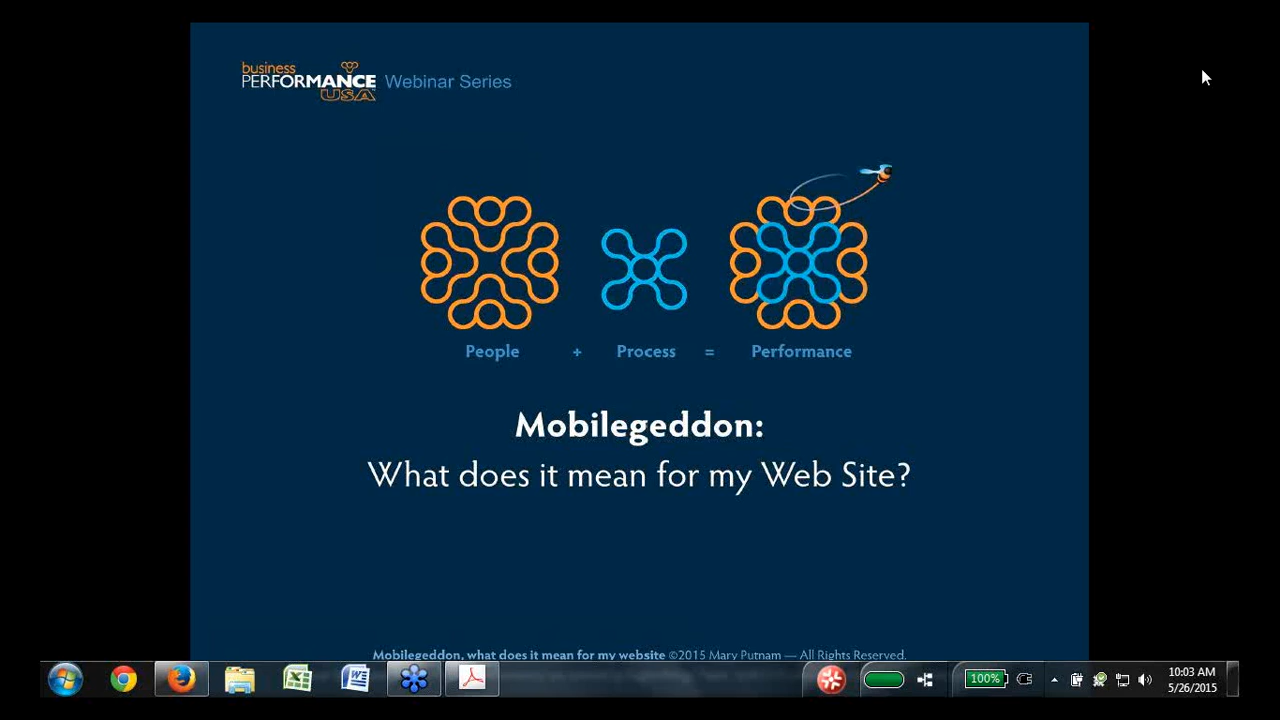 business
PERFORMANCE
USA
Webinar Series
People + Process = Performance
Mobilegeddon:
What does it mean for my Web Site?
Mobilegeddon, what does it mean for my website ©2015 Mary Putnam — All Rights Reserved.
100%
10:03 AM
5/26/2015